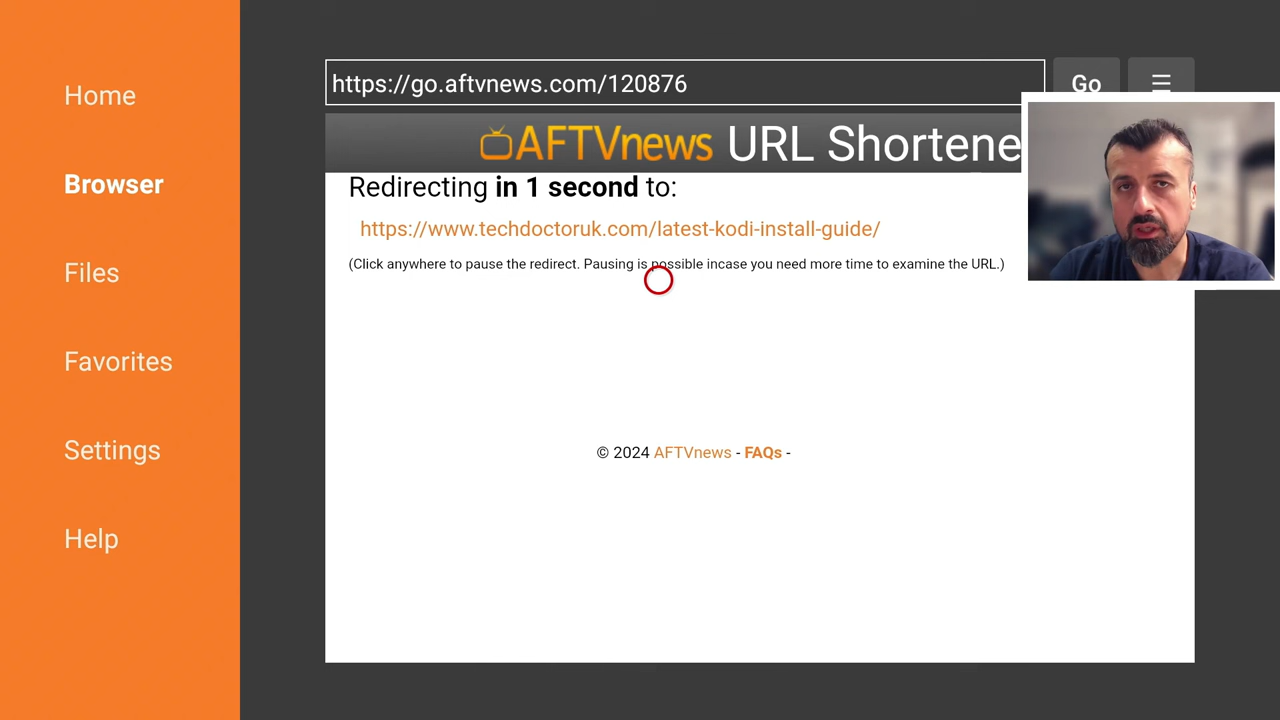 Home
Browser
Files
Favorites
Settings
Help
https://go.aftvnews.com/120876
Go
AFTVnews URL Shortene
Redirecting in 1 second to:
https://www.techdoctoruk.com/latest-kodi-install-guide/
(Click anywhere to pause the redirect. Pausing is possible incase you need more time to examine the URL.)
© 2024 AFTVnews - FAQs -